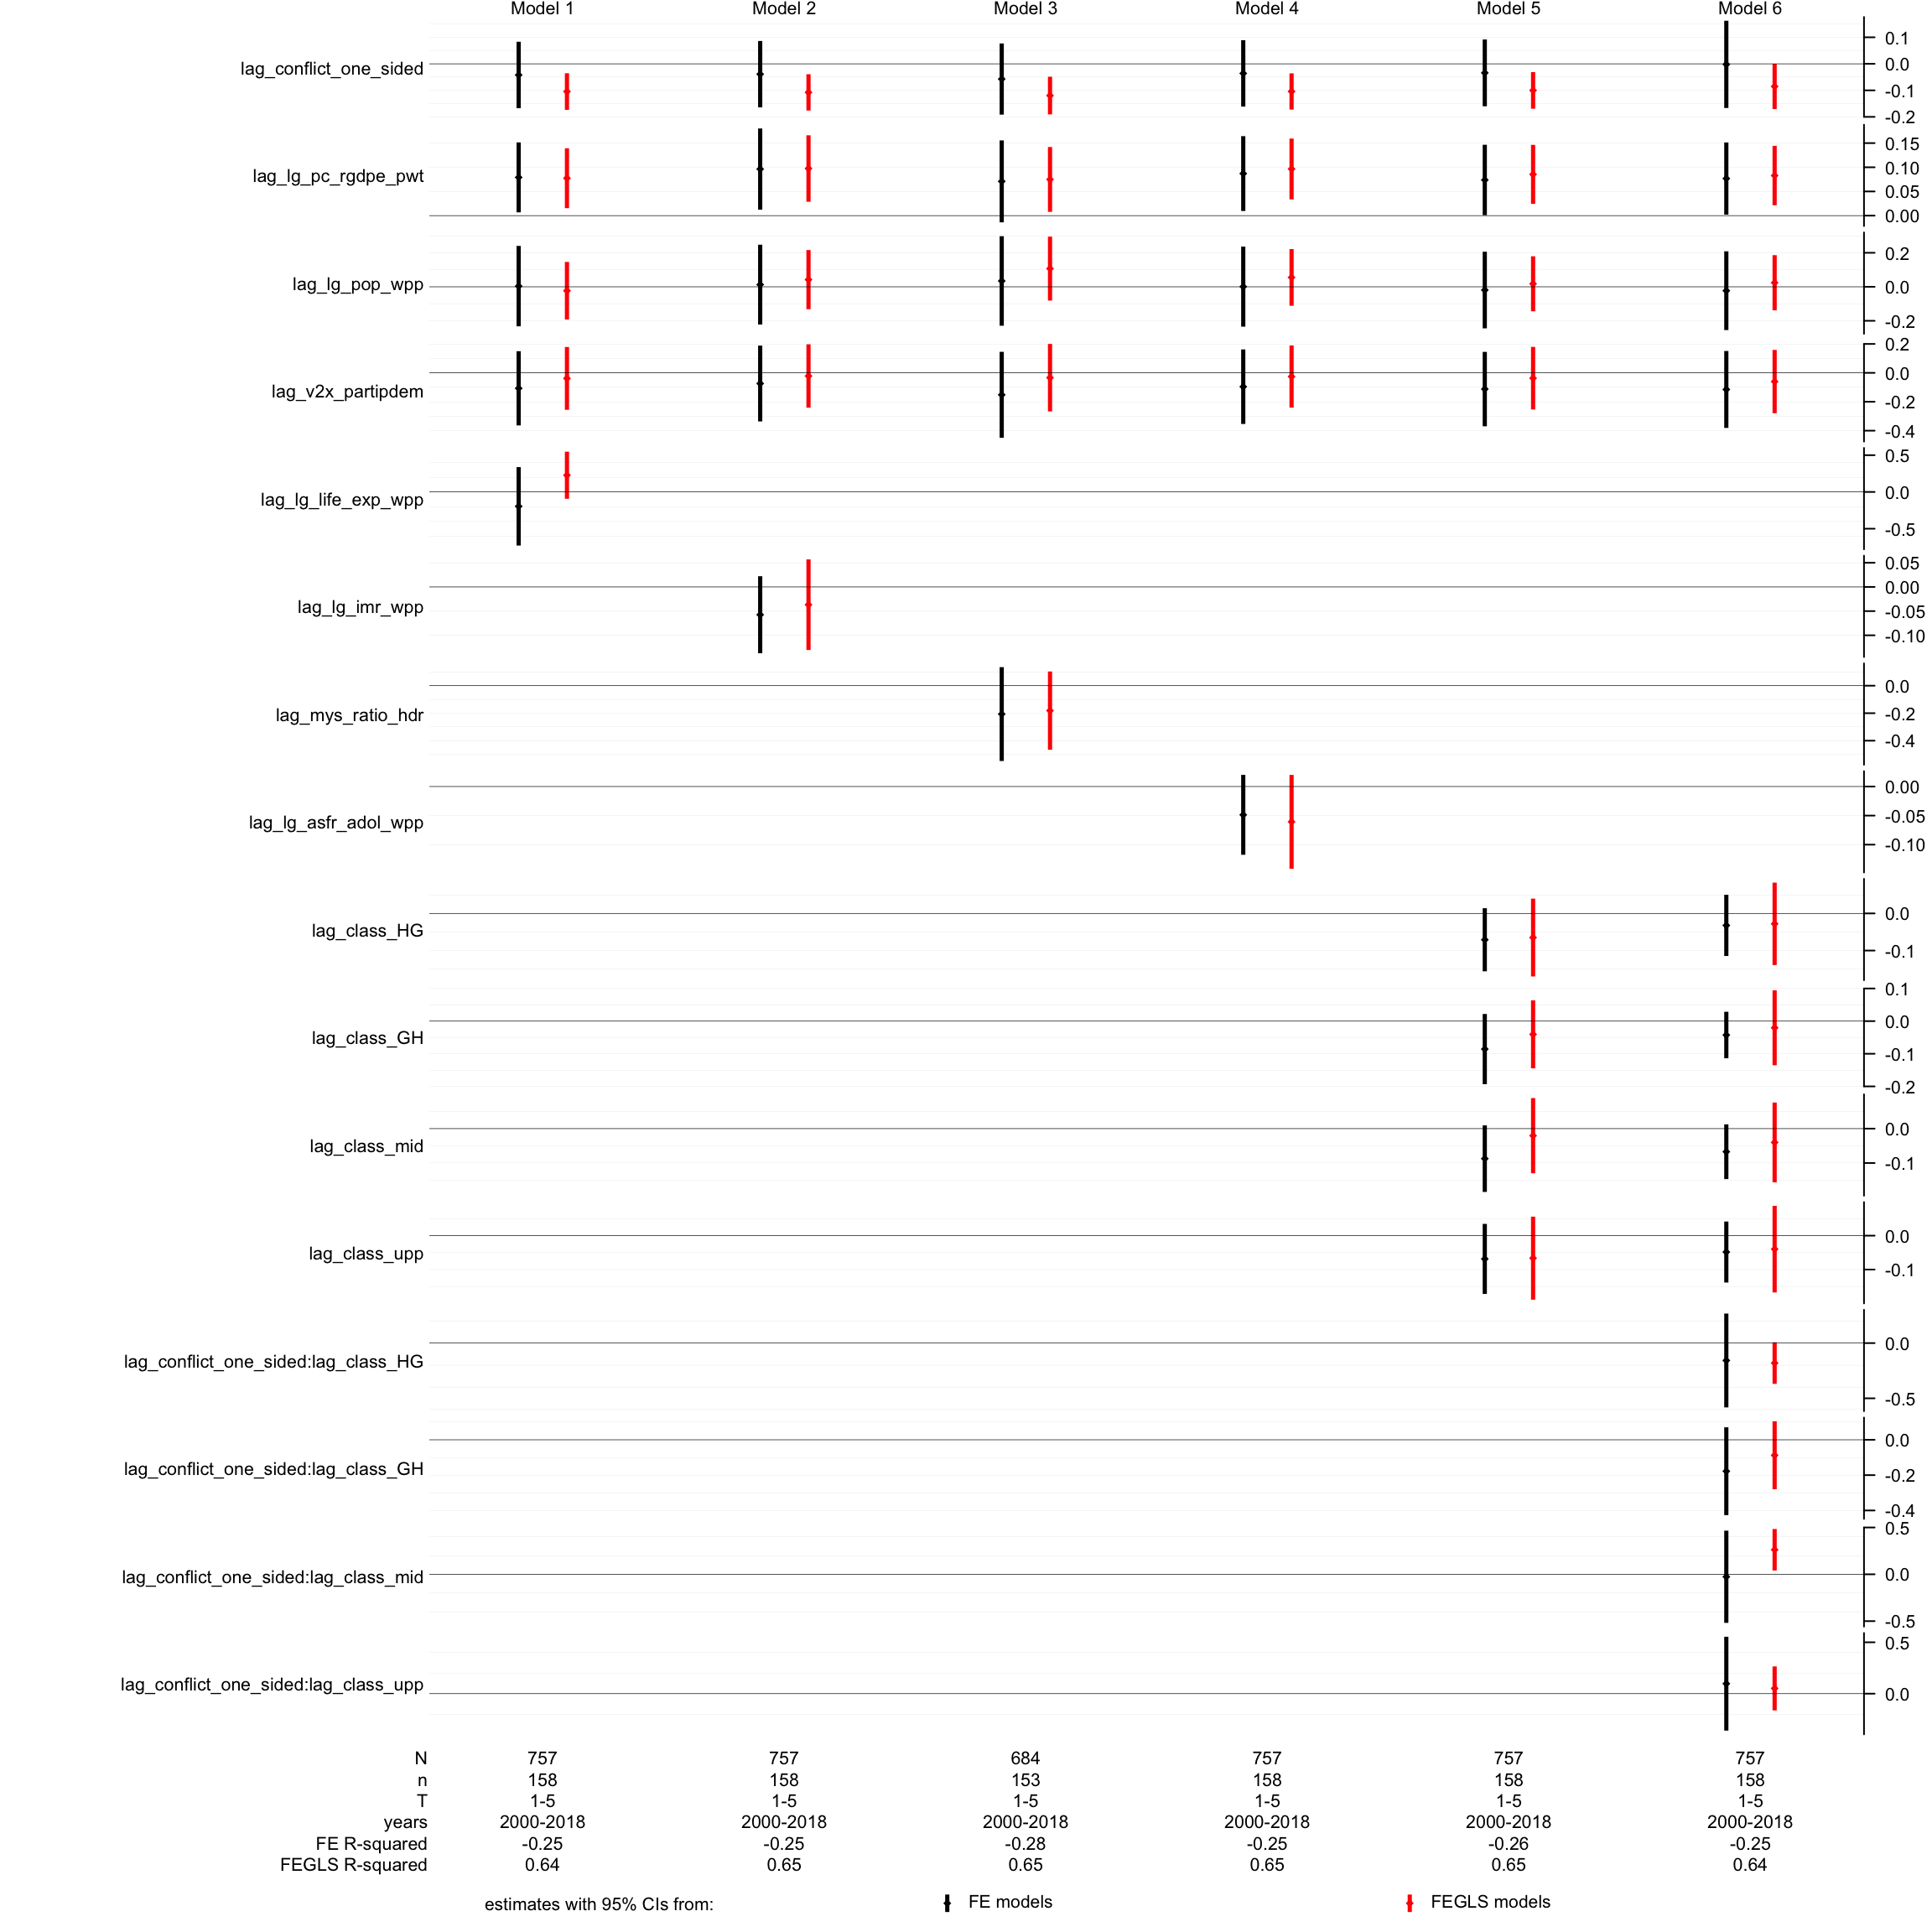 Model 1 Model 2 Model 3 Model 4 Model 5 Model 6
lag_conflict_one_sided
0.1
0.0
-0.1
-0.2
lag_lg_pc_rgdpe_pwt
0.15
0.10
0.05
0.00
lag_lg_pop_wpp
0.2
0.0
-0.2
lag_v2x_partipdem
0.2
0.0
-0.2
-0.4
lag_lg_life_exp_wpp
0.5
0.0
-0.5
lag_lg_imr_wpp
0.05
0.00
-0.05
-0.10
lag_mys_ratio_hdr
0.0
-0.2
-0.4
lag_lg_asfr_adol_wpp
0.00
-0.05
-0.10
lag_class_HG
0.0
-0.1
lag_class_GH
0.1
0.0
-0.1
-0.2
lag_class_mid
0.0
-0.1
lag_class_upp
0.0
-0.1
lag_conflict_one_sided:lag_class_HG
0.0
-0.5
lag_conflict_one_sided:lag_class_GH
0.0
-0.2
-0.4
lag_conflict_one_sided:lag_class_mid
0.5
0.0
-0.5
lag_conflict_one_sided:lag_class_upp
0.5
0.0
N 757 757 684 757 757 757
n 158 158 153 158 158 158
T 1-5 1-5 1-5 1-5 1-5 1-5
years 2000-2018 2000-2018 2000-2018 2000-2018 2000-2018 2000-2018
FE R-squared -0.25 -0.25 -0.28 -0.25 -0.26 -0.25
FEGLS R-squared 0.64 0.65 0.65 0.65 0.65 0.64
estimates with 95% CIs from: FE models FEGLS models